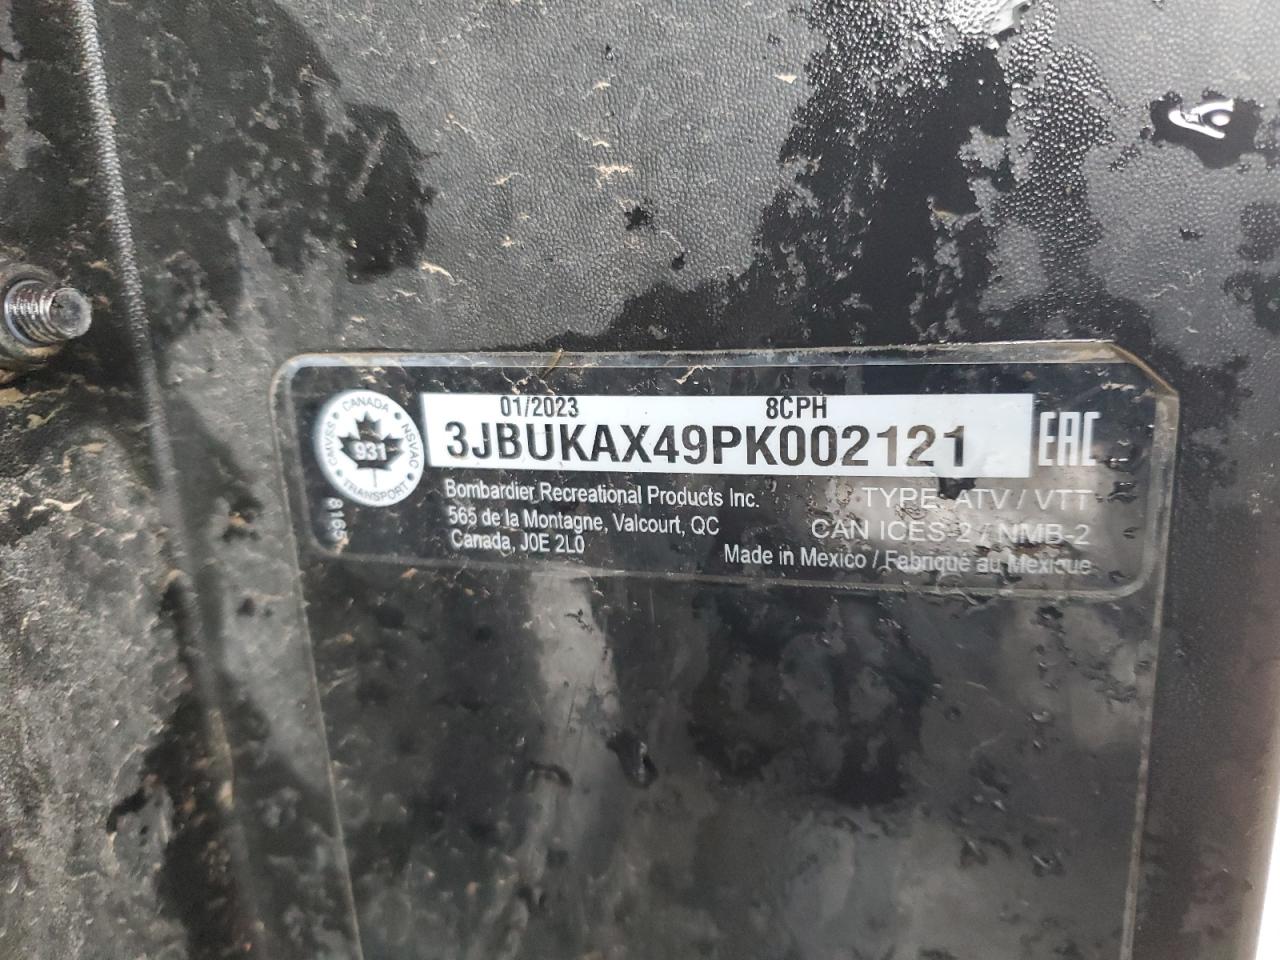 01/2023 8CPH
3JBUKAX49PK002121
CANADA
CMVSS NSVAC
931
TRANSPORT
8165
EAC
Bombardier Recreational Products Inc.
565 de la Montagne, Valcourt, QC
Canada, J0E 2L0
TYPE: ATV / VTT
CAN ICES-2 / NMB-2
Made in Mexico / Fabriqué au Mexique